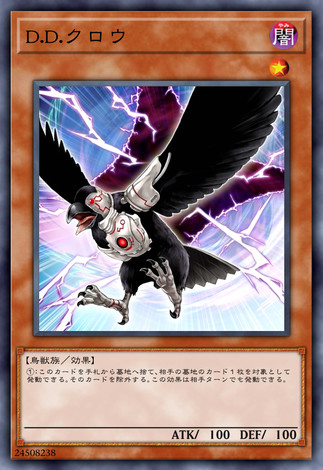 D.D.クロウ
闇
やみ
【鳥獣族／効果】
①：このカードを手札から墓地へ捨て、相手の墓地のカード１枚を対象として
発動できる。そのカードを除外する。この効果は相手ターンでも発動できる。
ATK/ 100 DEF/ 100
24508238